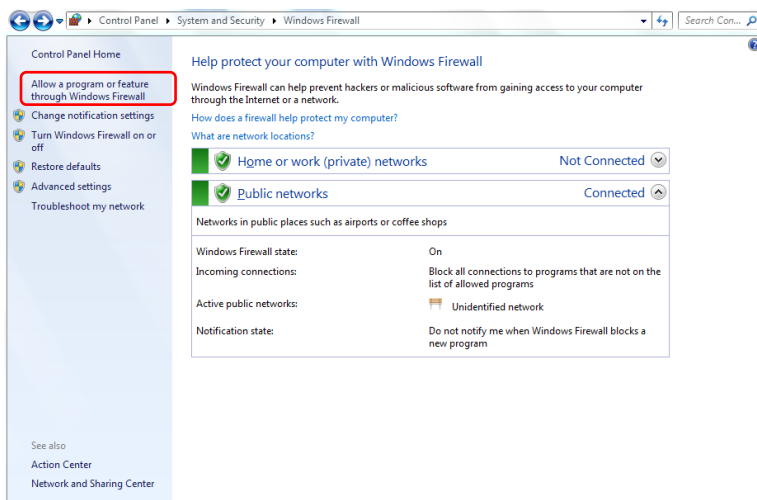 Control Panel ▸ System and Security ▸ Windows Firewall
Search Con...
Control Panel Home
Allow a program or feature
through Windows Firewall
Change notification settings
Turn Windows Firewall on or
off
Restore defaults
Advanced settings
Troubleshoot my network
See also
Action Center
Network and Sharing Center
Help protect your computer with Windows Firewall
Windows Firewall can help prevent hackers or malicious software from gaining access to your computer
through the Internet or a network.
How does a firewall help protect my computer?
What are network locations?
Home or work (private) networks Not Connected
Public networks Connected
Networks in public places such as airports or coffee shops
Windows Firewall state: On
Incoming connections: Block all connections to programs that are not on the
list of allowed programs
Active public networks: Unidentified network
Notification state: Do not notify me when Windows Firewall blocks a
new program